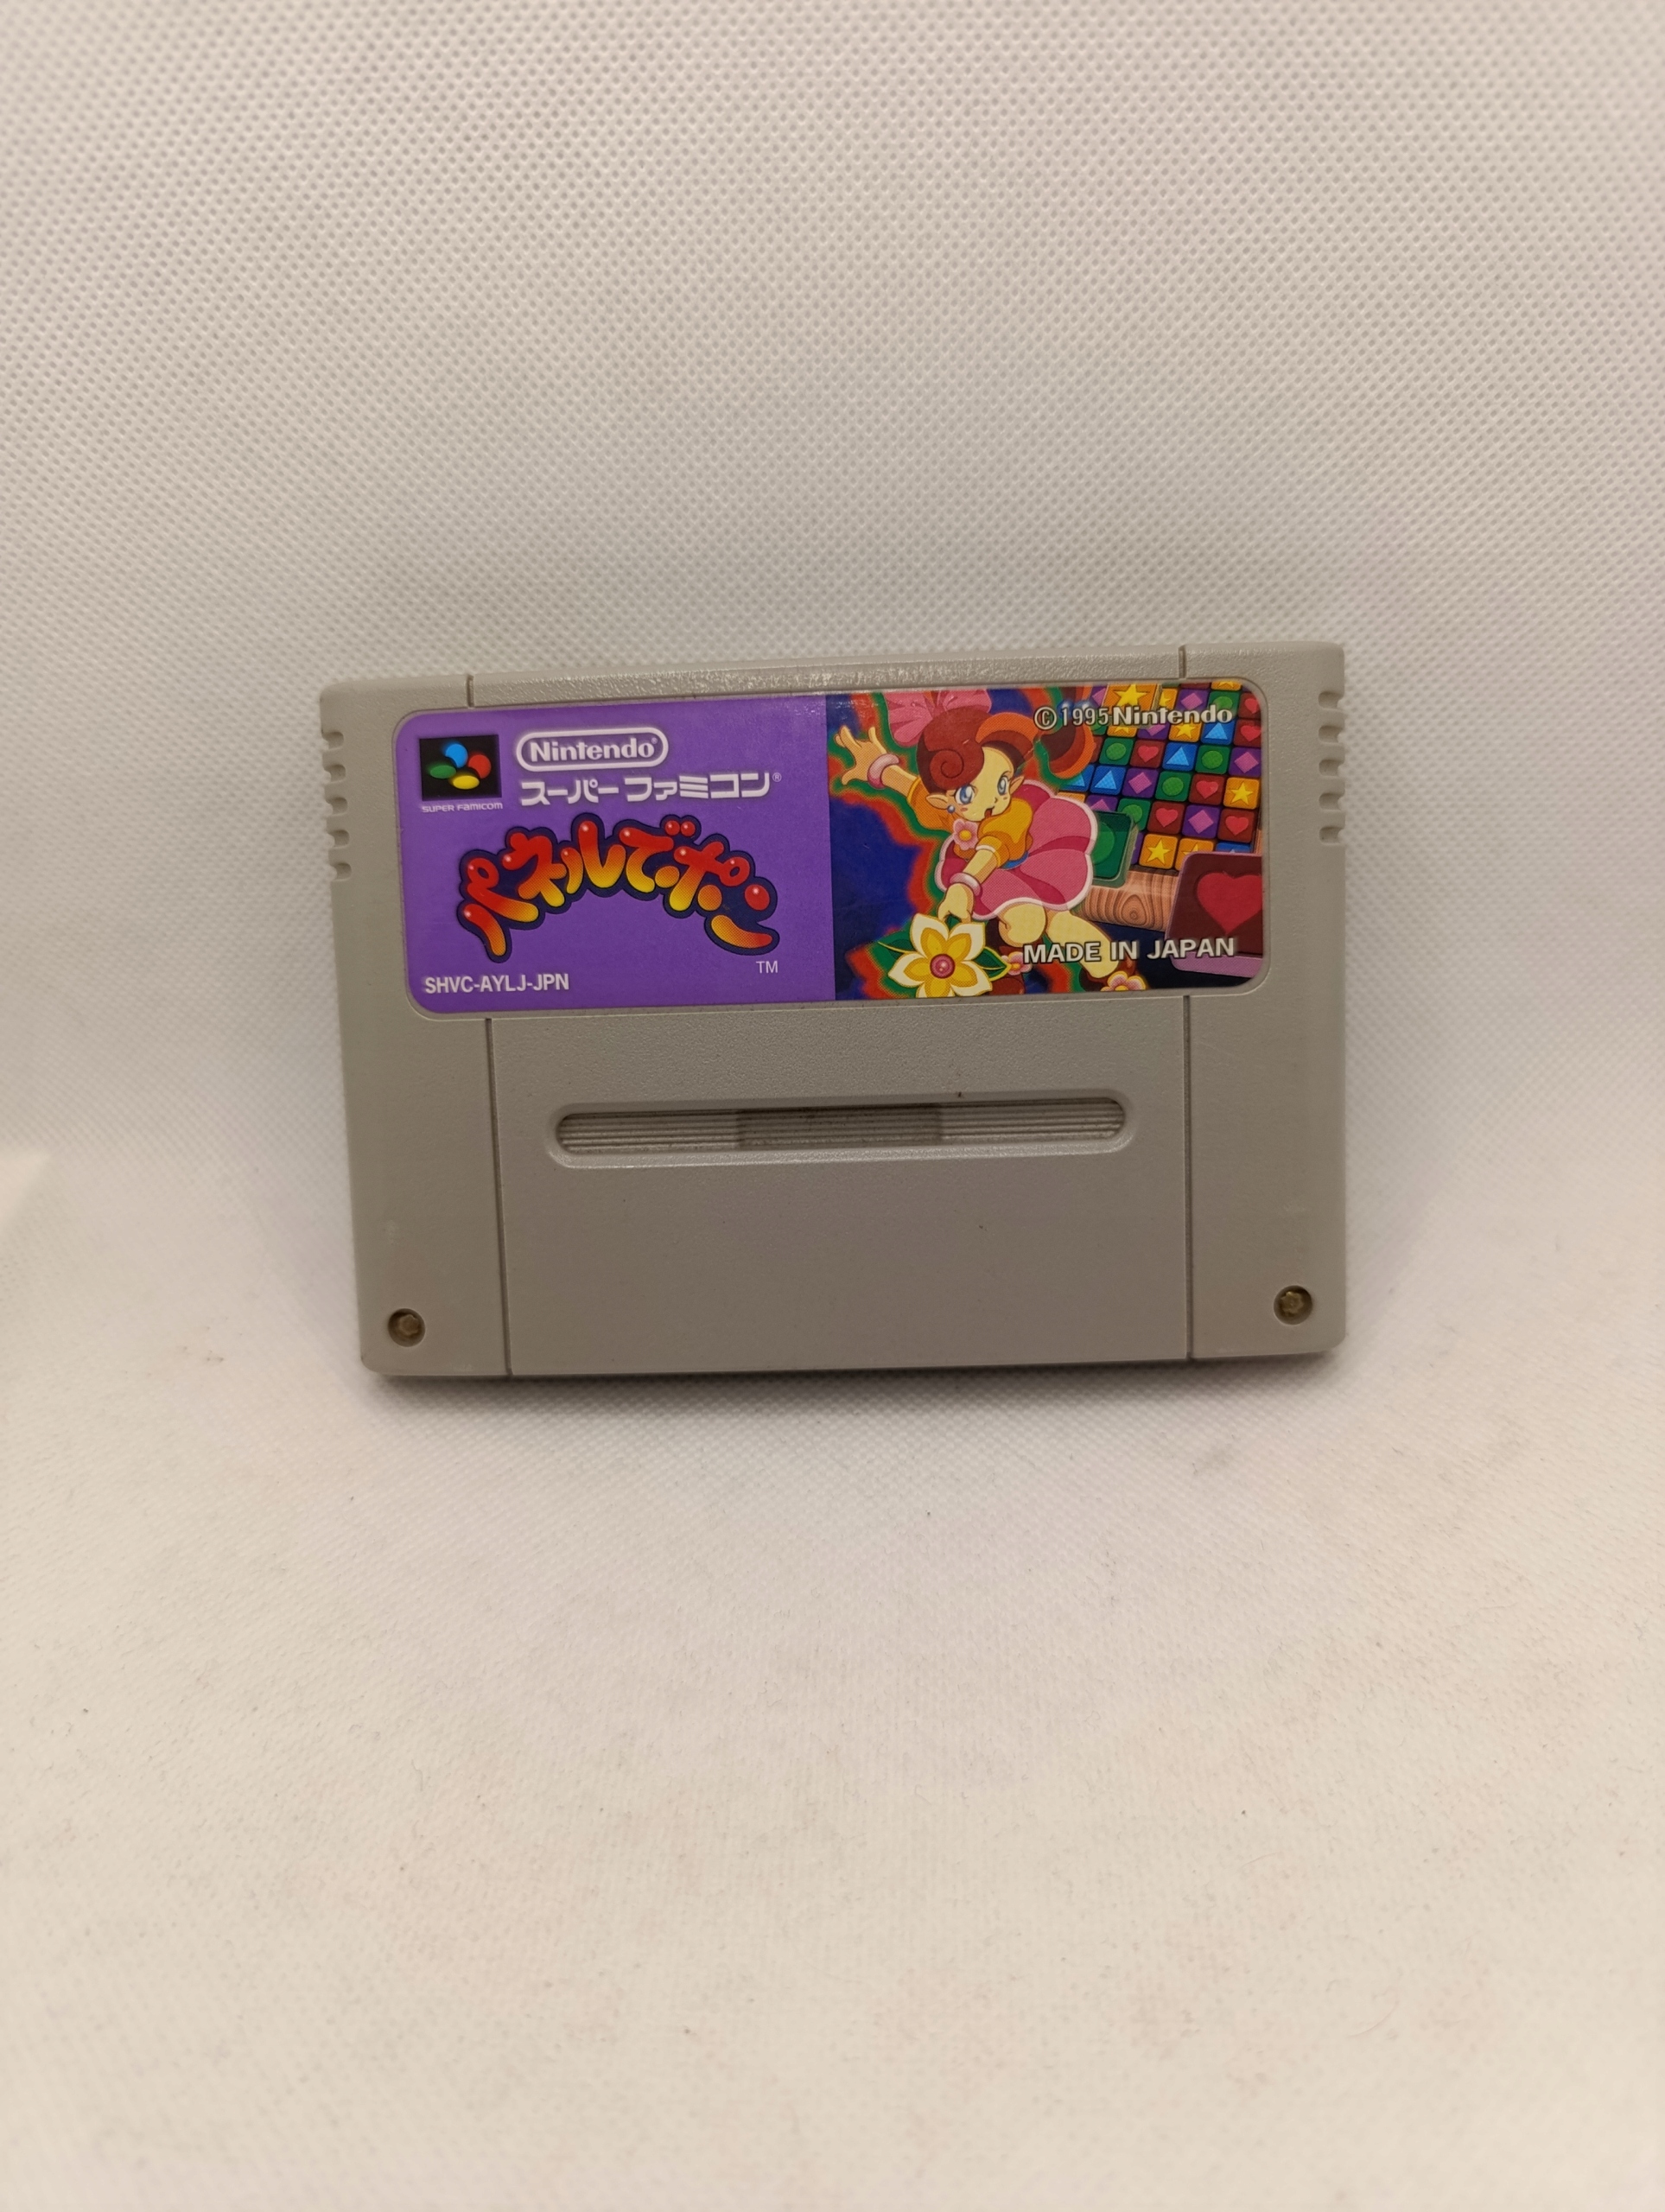 Nintendo®
スーパーファミコン®
SUPER FAMICOM
パネルでポン
TM
SHVC-AYLJ-JPN
©1995 Nintendo
MADE IN JAPAN